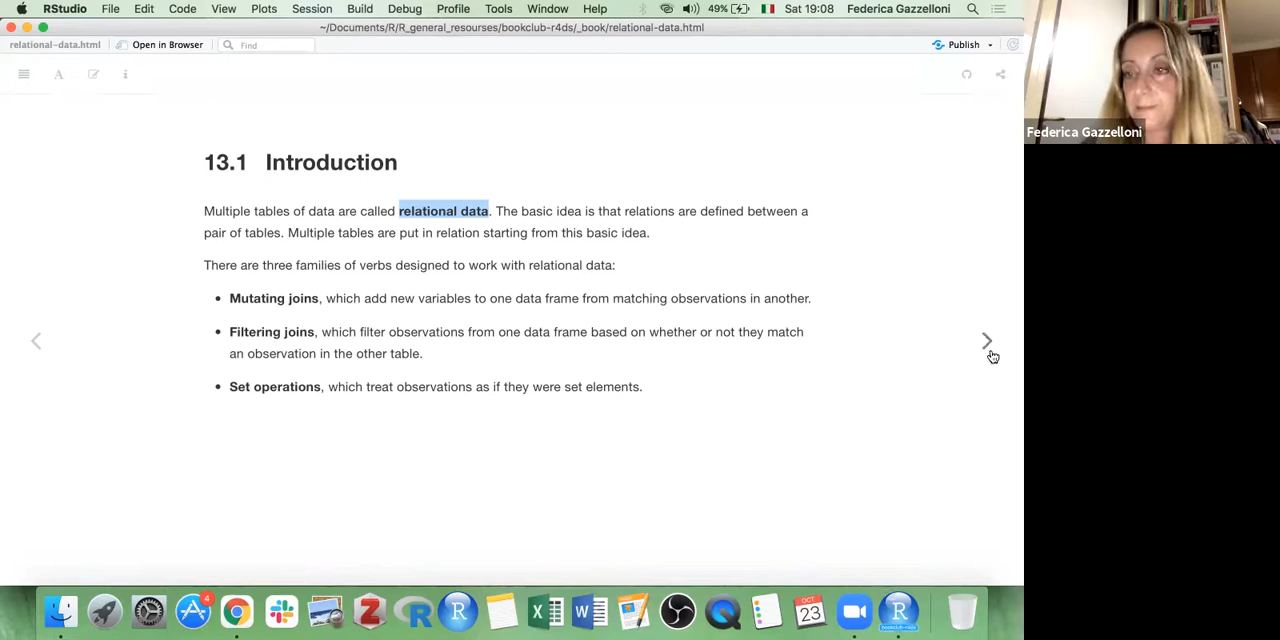 RStudio File Edit Code View Plots Session Build Debug Profile Tools Window Help 49% Sat 19:08 Federica Gazzelloni
~/Documents/R/R_general_resourses/bookclub-r4ds/_book/relational-data.html
relational-data.html Open in Browser Find Publish
A i
13.1 Introduction
Multiple tables of data are called relational data. The basic idea is that relations are defined between a
pair of tables. Multiple tables are put in relation starting from this basic idea.
There are three families of verbs designed to work with relational data:
• Mutating joins, which add new variables to one data frame from matching observations in another.
• Filtering joins, which filter observations from one data frame based on whether or not they match
an observation in the other table.
• Set operations, which treat observations as if they were set elements.
Federica Gazzelloni
4
Z R R X W OCT 23 R